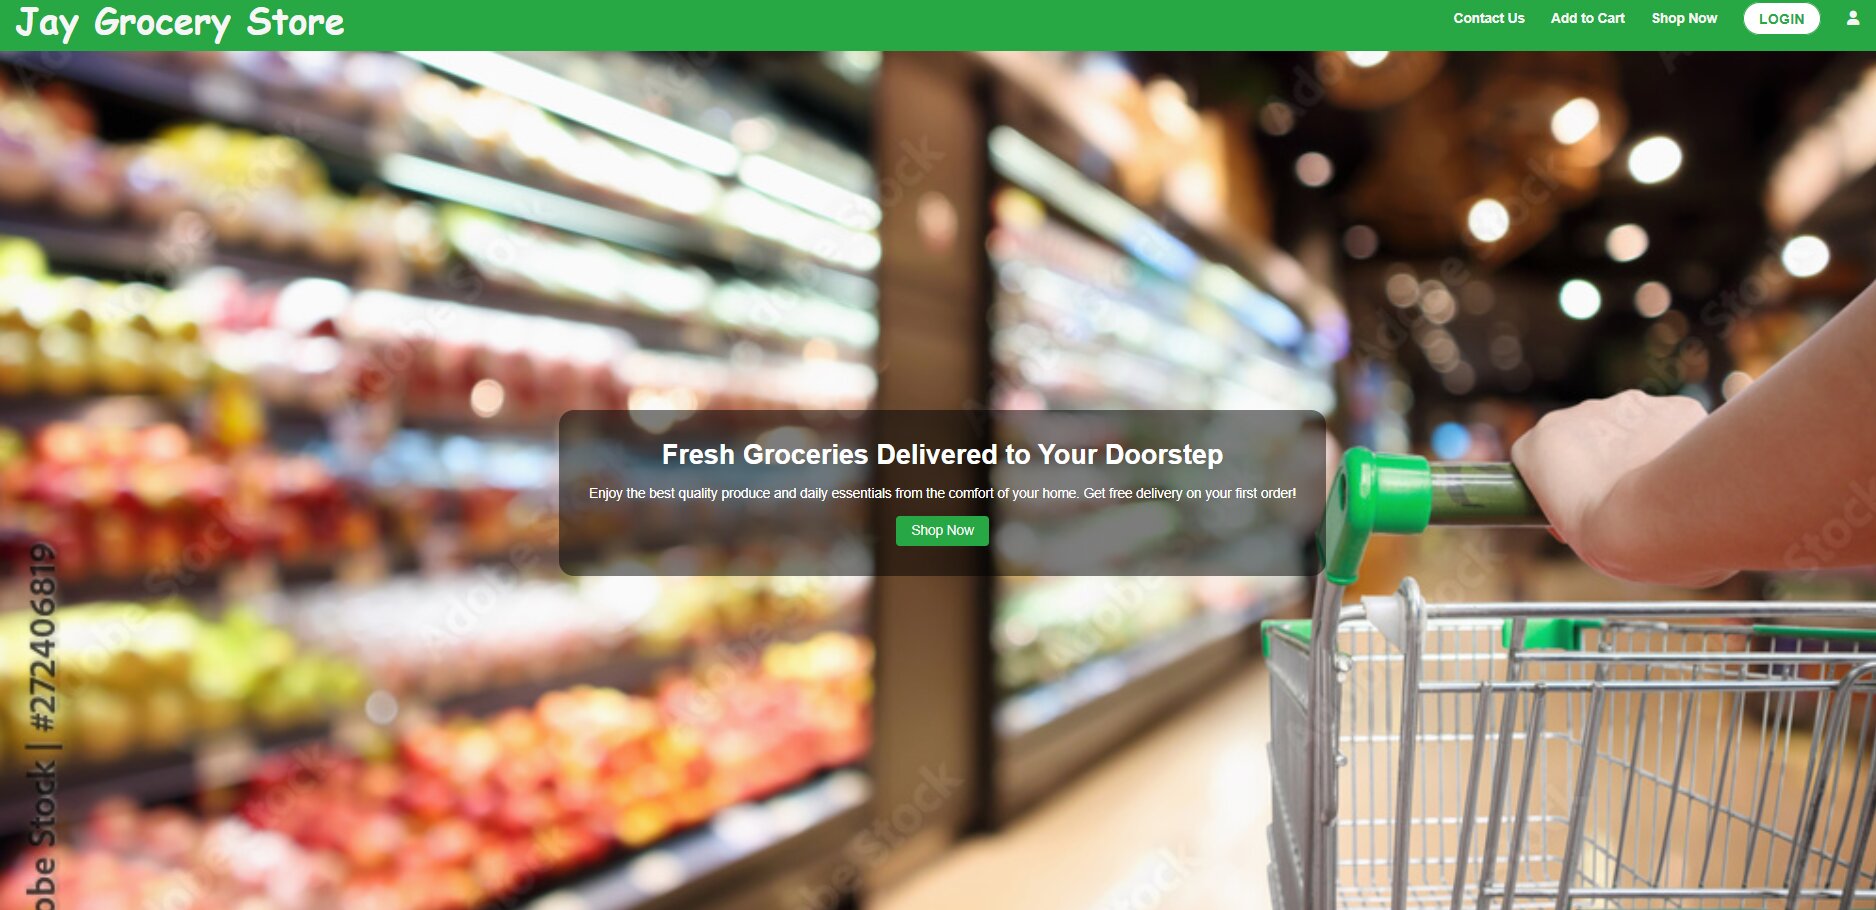 Jay Grocery Store
Contact Us
Add to Cart
Shop Now
LOGIN
Fresh Groceries Delivered to Your Doorstep
Enjoy the best quality produce and daily essentials from the comfort of your home. Get free delivery on your first order!
Shop Now
obe Stock | #272406819
Adobe Stock